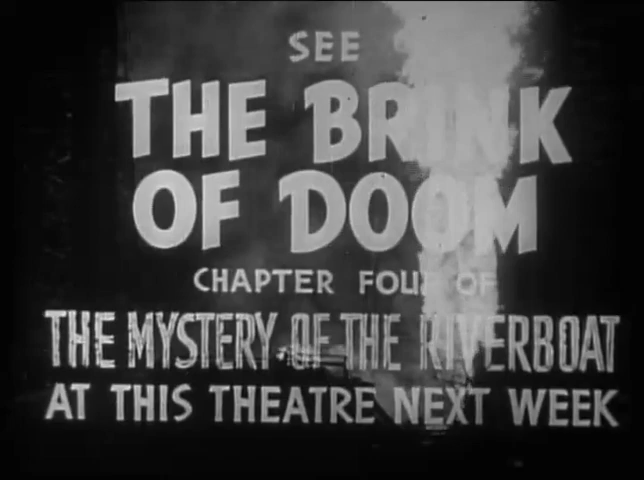 SEE
THE BRINK
OF DOOM
CHAPTER FOUR OF
THE MYSTERY OF THE RIVERBOAT
AT THIS THEATRE NEXT WEEK